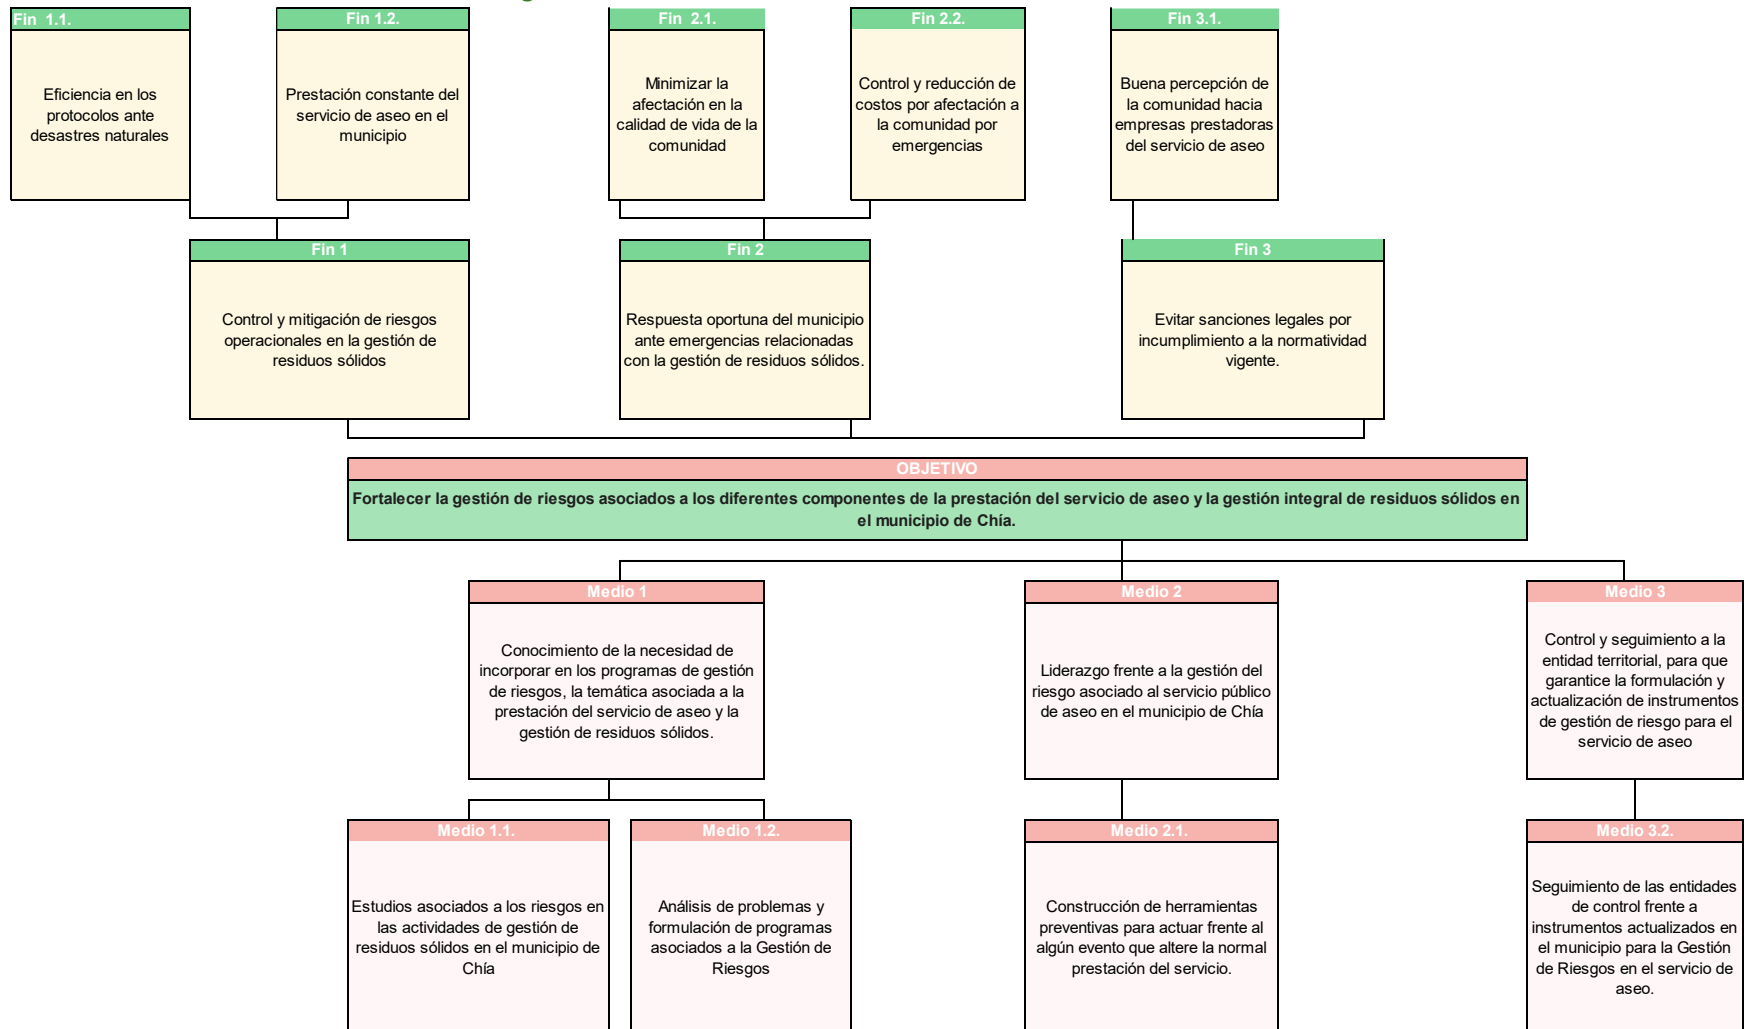 Fin 1.1.
Eficiencia en los
protocolos ante
desastres naturales
Fin 1.2.
Prestación constante del
servicio de aseo en el
municipio
Fin 2.1.
Minimizar la
afectación en la
calidad de vida de la
comunidad
Fin 2.2.
Control y reducción de
costos por afectación a
la comunidad por
emergencias
Fin 3.1.
Buena percepción de
la comunidad hacia
empresas prestadoras
del servicio de aseo
Fin 1
Control y mitigación de riesgos
operacionales en la gestión de
residuos sólidos
Fin 2
Respuesta oportuna del municipio
ante emergencias relacionadas
con la gestión de residuos sólidos.
Fin 3
Evitar sanciones legales por
incumplimiento a la normatividad
vigente.
OBJETIVO
Fortalecer la gestión de riesgos asociados a los diferentes componentes de la prestación del servicio de aseo y la gestión integral de residuos sólidos en
el municipio de Chía.
Medio 1
Conocimiento de la necesidad de
incorporar en los programas de gestión
de riesgos, la temática asociada a la
prestación del servicio de aseo y la
gestión de residuos sólidos.
Medio 2
Liderazgo frente a la gestión del
riesgo asociado al servicio público
de aseo en el municipio de Chía
Medio 3
Control y seguimiento a la
entidad territorial, para que
garantice la formulación y
actualización de instrumentos
de gestión de riesgo para el
servicio de aseo
Medio 1.1.
Estudios asociados a los riesgos en
las actividades de gestión de
residuos sólidos en el municipio de
Chía
Medio 1.2.
Análisis de problemas y
formulación de programas
asociados a la Gestión de
Riesgos
Medio 2.1.
Construcción de herramientas
preventivas para actuar frente al
algún evento que altere la normal
prestación del servicio.
Medio 3.2.
Seguimiento de las entidades
de control frente a
instrumentos actualizados en
el municipio para la Gestión
de Riesgos en el servicio de
aseo.